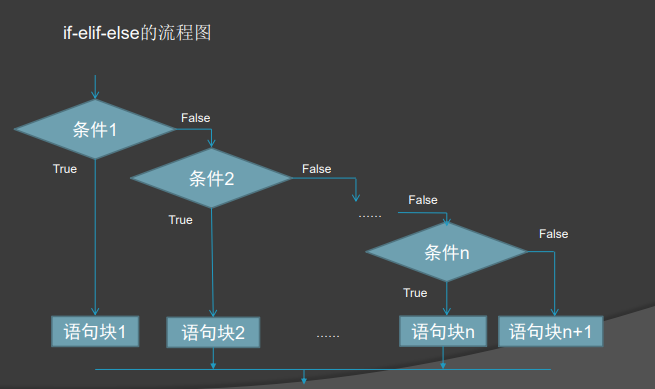 if-elif-else的流程图
条件1
False
True
条件2
False
True
......
False
条件n
False
True
语句块1
语句块2
......
语句块n
语句块n+1